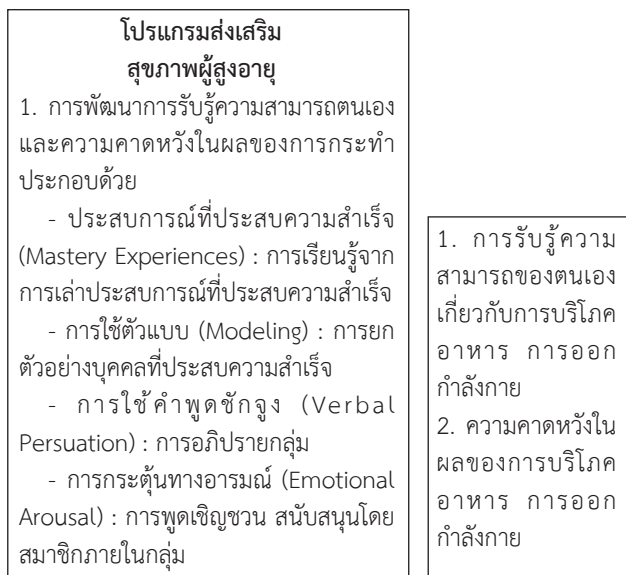 โปรแกรมส่งเสริม
สุขภาพผู้สูงอายุ
1. การพัฒนาการรับรู้ความสามารถตนเอง
และความคาดหวังในผลของการกระทำ
ประกอบด้วย
- ประสบการณ์ที่ประสบความสำเร็จ
(Mastery Experiences) : การเรียนรู้จาก
การเล่าประสบการณ์ที่ประสบความสำเร็จ
- การใช้ตัวแบบ (Modeling) : การยก
ตัวอย่างบุคคลที่ประสบความสำเร็จ
- การใช้คำพูดชักจูง (Verbal
Persuation) : การอภิปรายกลุ่ม
- การกระตุ้นทางอารมณ์ (Emotional
Arousal) : การพูดเชิญชวน สนับสนุนโดย
สมาชิกภายในกลุ่ม
1. การรับรู้ความ
สามารถของตนเอง
เกี่ยวกับการบริโภค
อาหาร การออก
กำลังกาย
2. ความคาดหวังใน
ผลของการบริโภค
อาหาร การออก
กำลังกาย